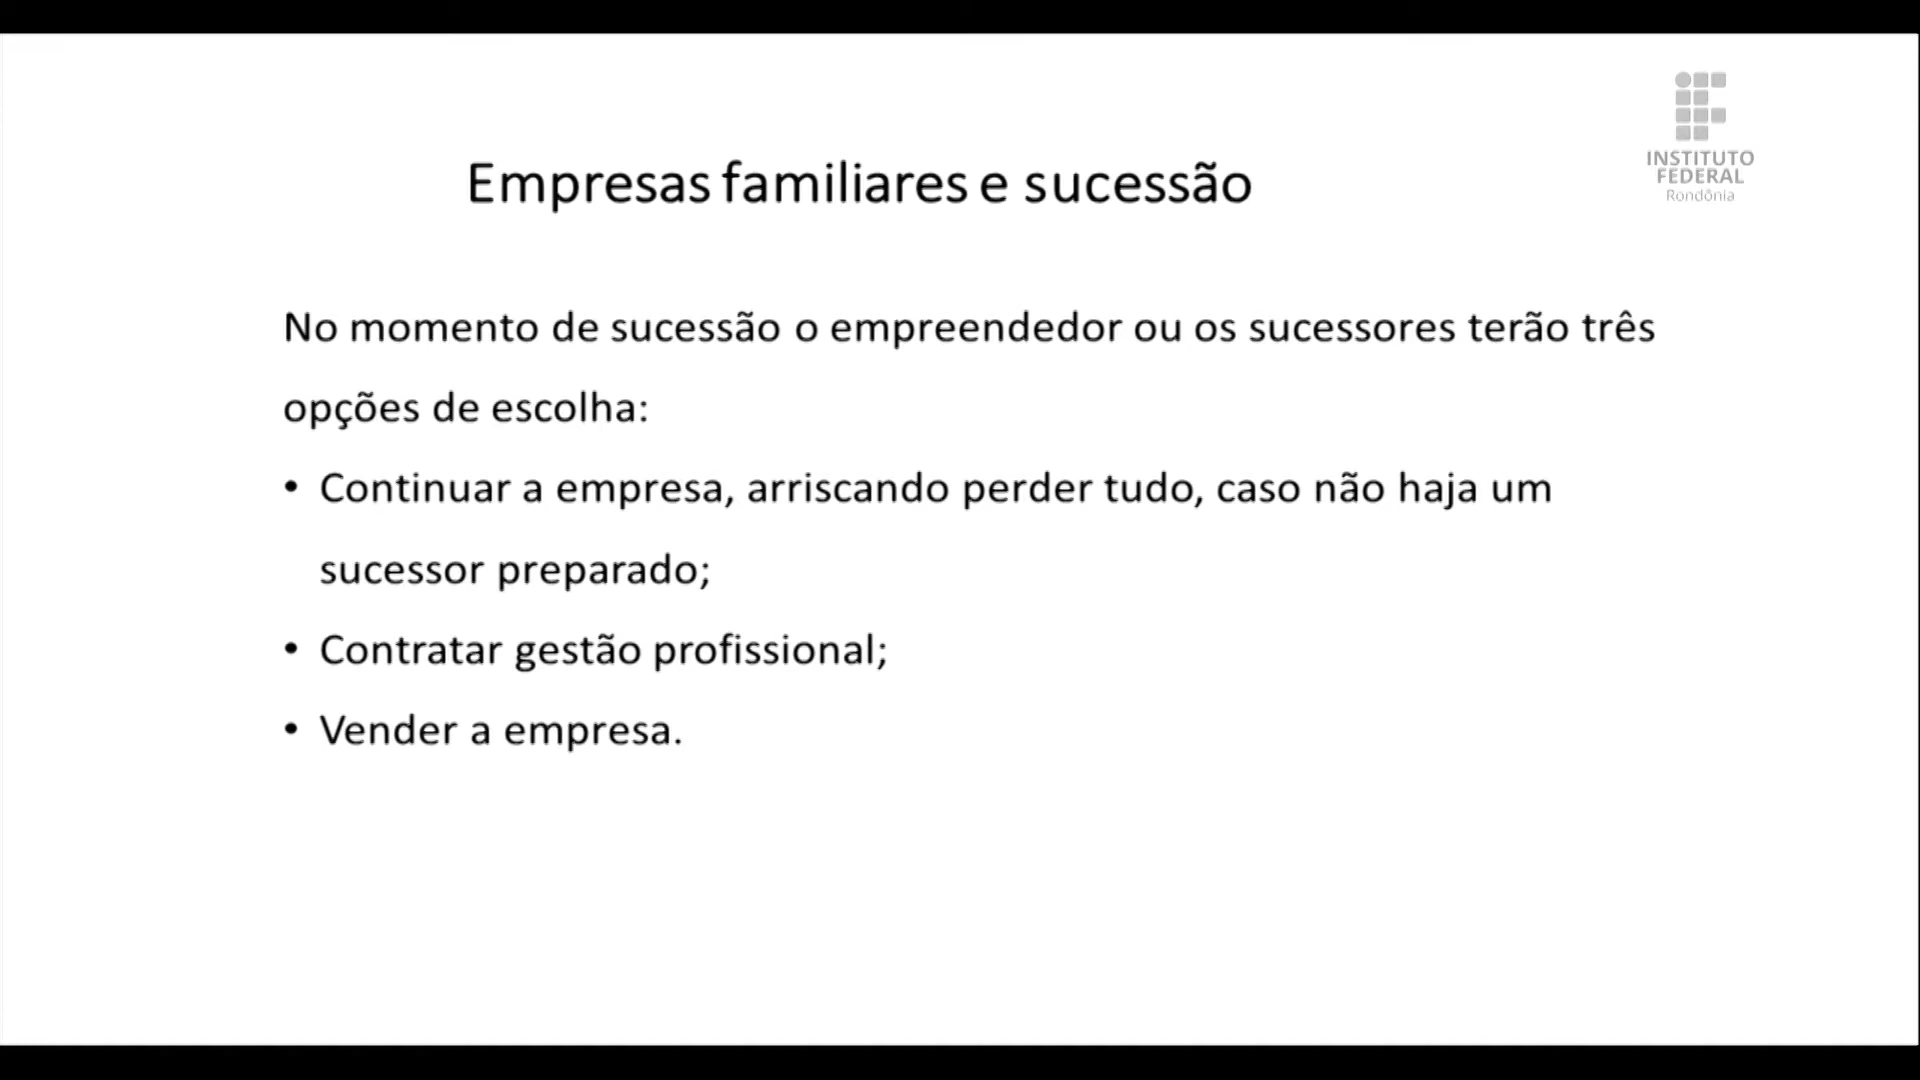 INSTITUTO
FEDERAL
Rondônia
Empresas familiares e sucessão
No momento de sucessão o empreendedor ou os sucessores terão três
opções de escolha:
• Continuar a empresa, arriscando perder tudo, caso não haja um
sucessor preparado;
• Contratar gestão profissional;
• Vender a empresa.